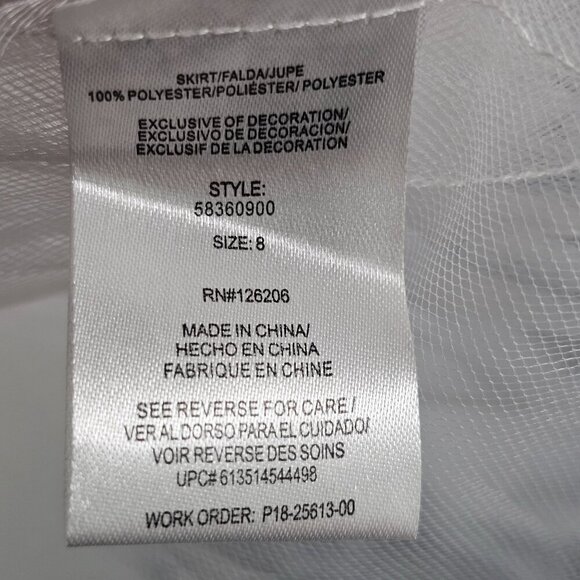 SKIRT/FALDA/JUPE
100% POLYESTER/POLIÉSTER/POLYESTER
EXCLUSIVE OF DECORATION/
EXCLUSIVO DE DECORACION/
EXCLUSIF DE LA DECORATION
STYLE:
58360900
SIZE: 8
RN#126206
MADE IN CHINA/
HECHO EN CHINA
FABRIQUE EN CHINE
SEE REVERSE FOR CARE/
VER AL DORSO PARA EL CUIDADO/
VOIR REVERSE DES SOINS
UPC# 613514544498
WORK ORDER: P18-25613-00